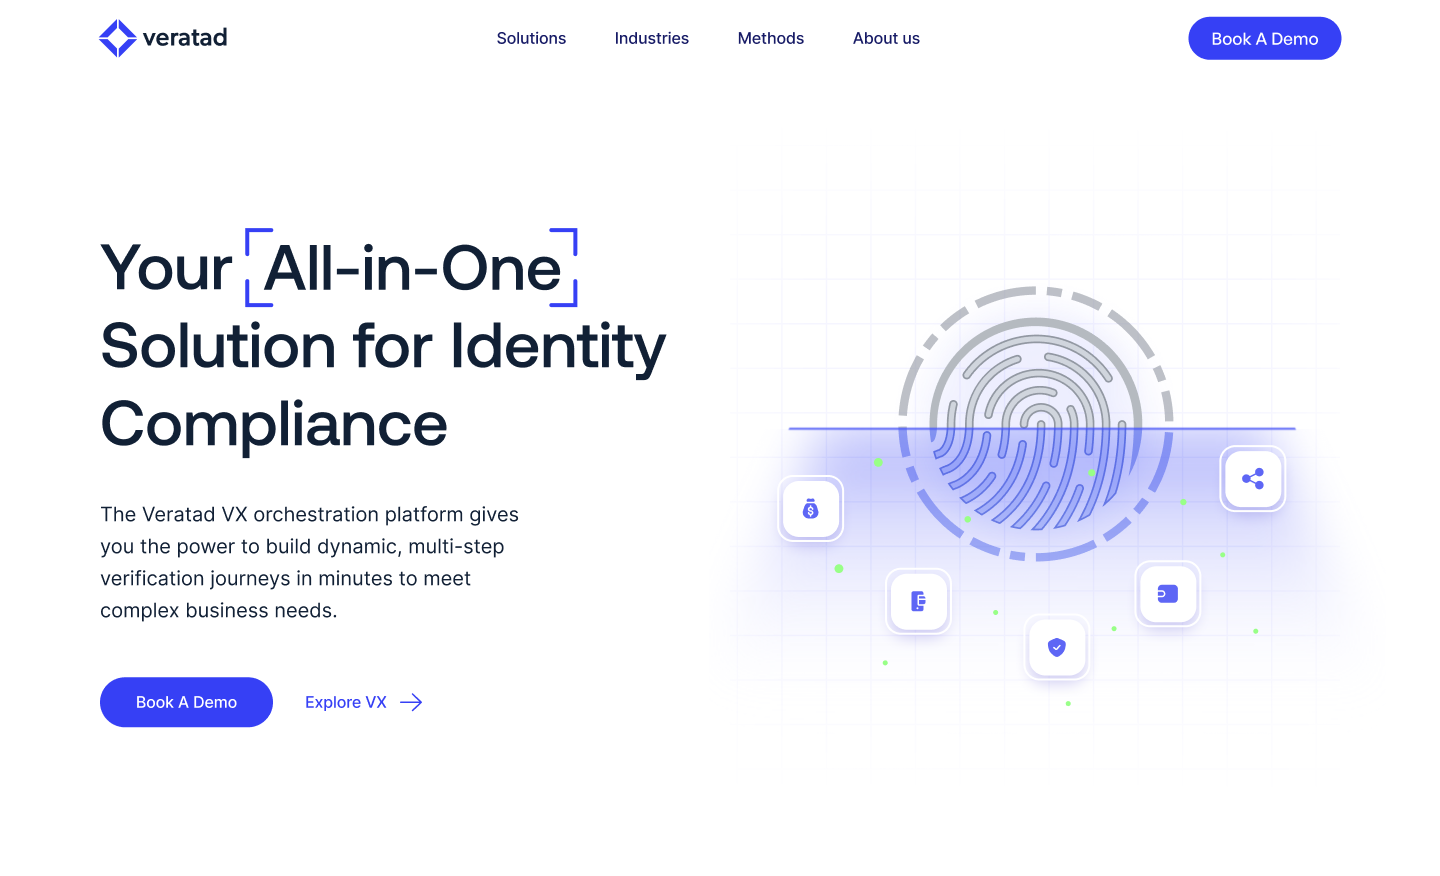 veratad
Solutions
Industries
Methods
About us
Book A Demo
Your All-in-One
Solution for Identity
Compliance
The Veratad VX orchestration platform gives
you the power to build dynamic, multi-step
verification journeys in minutes to meet
complex business needs.
Book A Demo
Explore VX
$